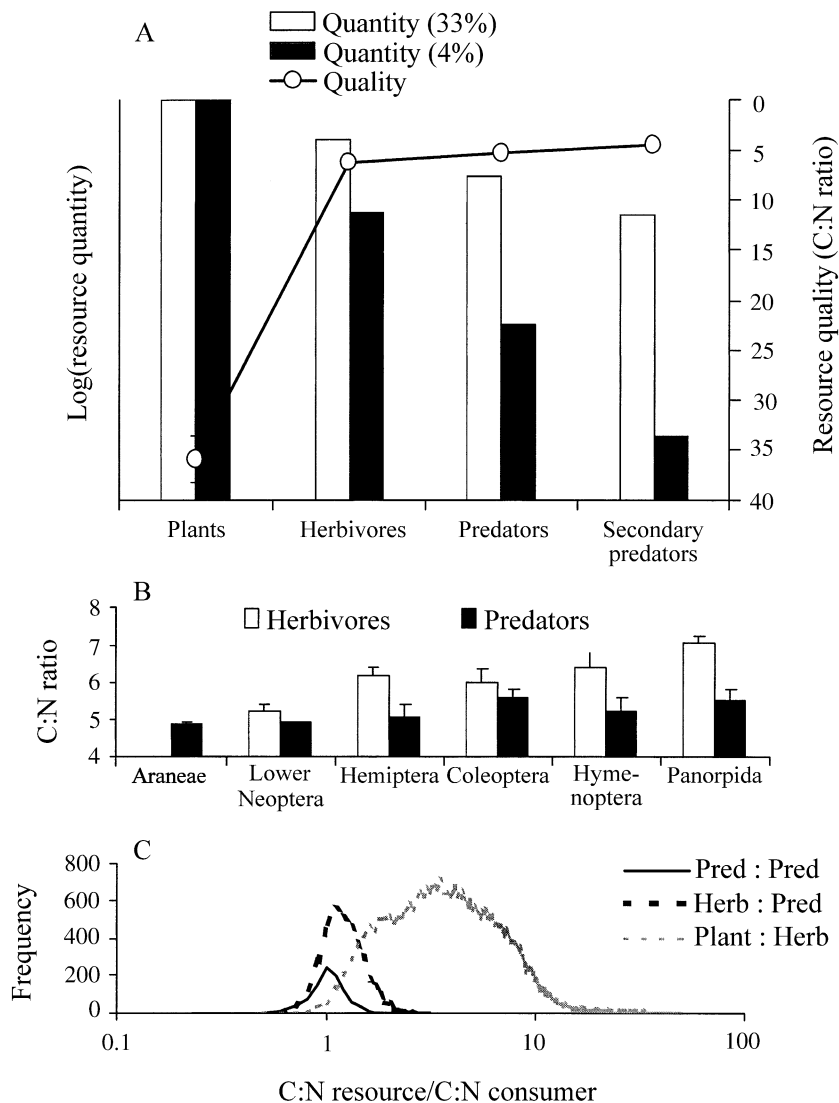 A
Quantity (33%)
Quantity (4%)
Quality
Log(resource quantity)
0
5
10
15
20
25
30
35
40
Resource quality (C:N ratio)
Plants
Herbivores
Predators
Secondary
predators
B
Herbivores
Predators
C:N ratio
8
7
6
5
4
Araneae
Lower
Neoptera
Hemiptera
Coleoptera
Hyme-
noptera
Panorpida
C
Pred : Pred
Herb : Pred
Plant : Herb
Frequency
800
600
400
200
0
0.1
1
10
100
C:N resource/C:N consumer